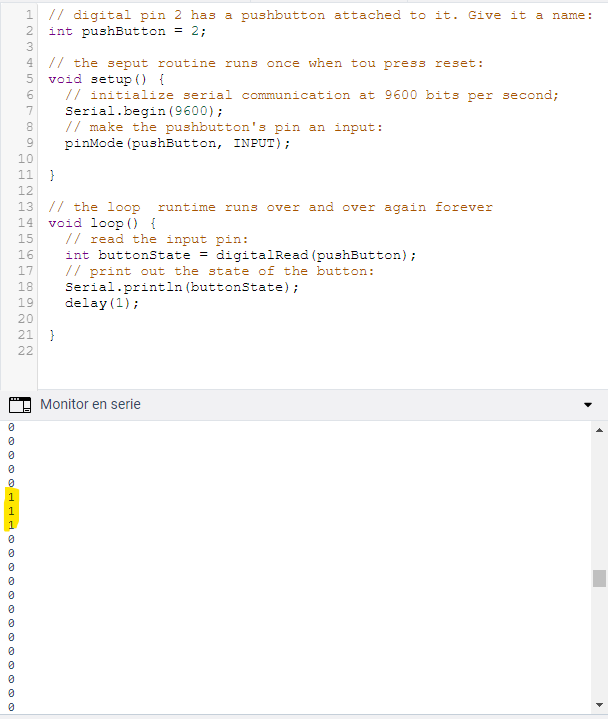 1 // digital pin 2 has a pushbutton attached to it. Give it a name:
2 int pushButton = 2;
3
4 // the seput routine runs once when tou press reset:
5 void setup() {
6   // initialize serial communication at 9600 bits per second;
7   Serial.begin(9600);
8   // make the pushbutton's pin an input:
9   pinMode(pushButton, INPUT);
10
11 }
12
13 // the loop  runtime runs over and over again forever
14 void loop() {
15   // read the input pin:
16   int buttonState = digitalRead(pushButton);
17   // print out the state of the button:
18   Serial.println(buttonState);
19   delay(1);
20
21 }
22
Monitor en serie
0
0
0
0
0
1
1
1
0
0
0
0
0
0
0
0
0
0
0
0
0